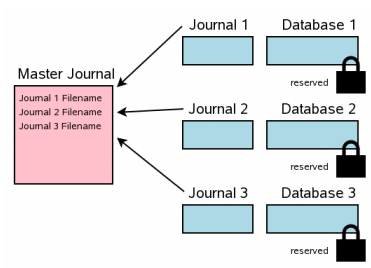 Journal 1
Database 1
reserved
Master Journal
Journal 1 Filename
Journal 2 Filename
Journal 3 Filename
Journal 2
Database 2
reserved
Journal 3
Database 3
reserved